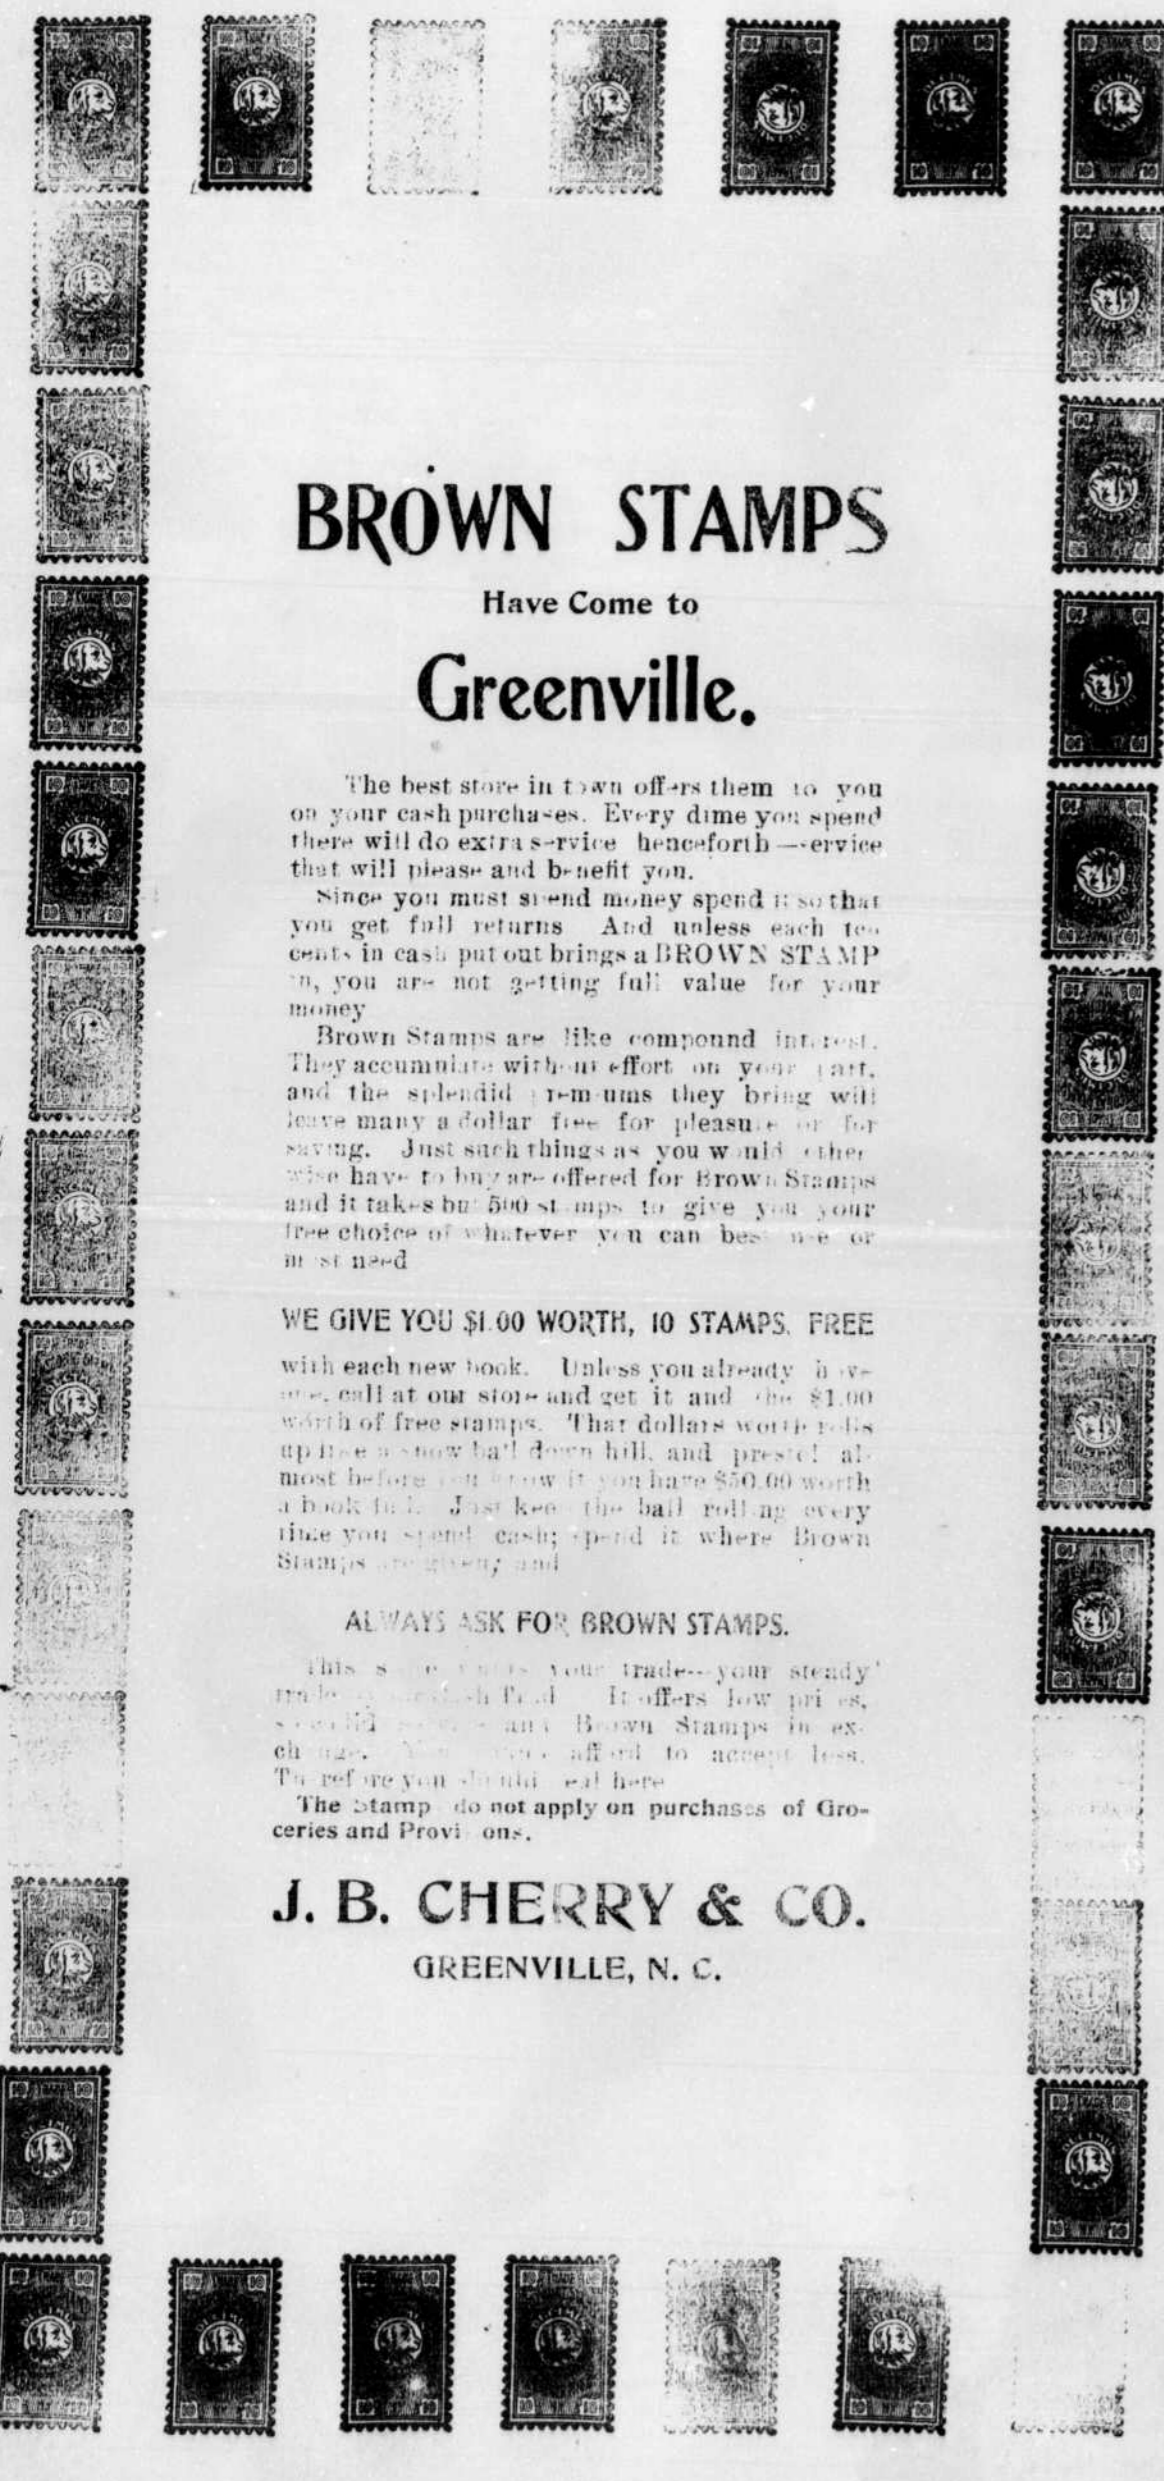 BROWN STAMPS
Have Come to
Greenville.
The best store in town offers them to you
on your cash purchases. Every dime you spend
there will do extra service henceforth—service
that will please and benefit you.
Since you must spend money spend it so that
you get full returns And unless each ten
cents in cash put out brings a BROWN STAMP
in, you are not getting full value for your
money
Brown Stamps are like compound interest.
They accumulate without effort on your part,
and the splendid premiums they bring will
leave many a dollar free for pleasure or for
saving. Just such things as you would other
wise have to buy are offered for Brown Stamps
and it takes but 500 stamps to give you your
free choice of whatever you can best use or
most need
WE GIVE YOU $1.00 WORTH, 10 STAMPS, FREE
with each new book. Unless you already have
one, call at our store and get it and the $1.00
worth of free stamps. That dollars worth rolls
up like a snow ball down hill, and presto! al-
most before you know it you have $50.00 worth
a book full. Just keep the ball rolling every
time you spend cash; spend it where Brown
Stamps are given; and
ALWAYS ASK FOR BROWN STAMPS.
This your trade--your steady
It offers low prices,
and Brown Stamps in ex-
change. afford to accept less.
Therefore you should deal here
The Stamp do not apply on purchases of Gro-
ceries and Provisions.
J. B. CHERRY & CO.
GREENVILLE, N. C.